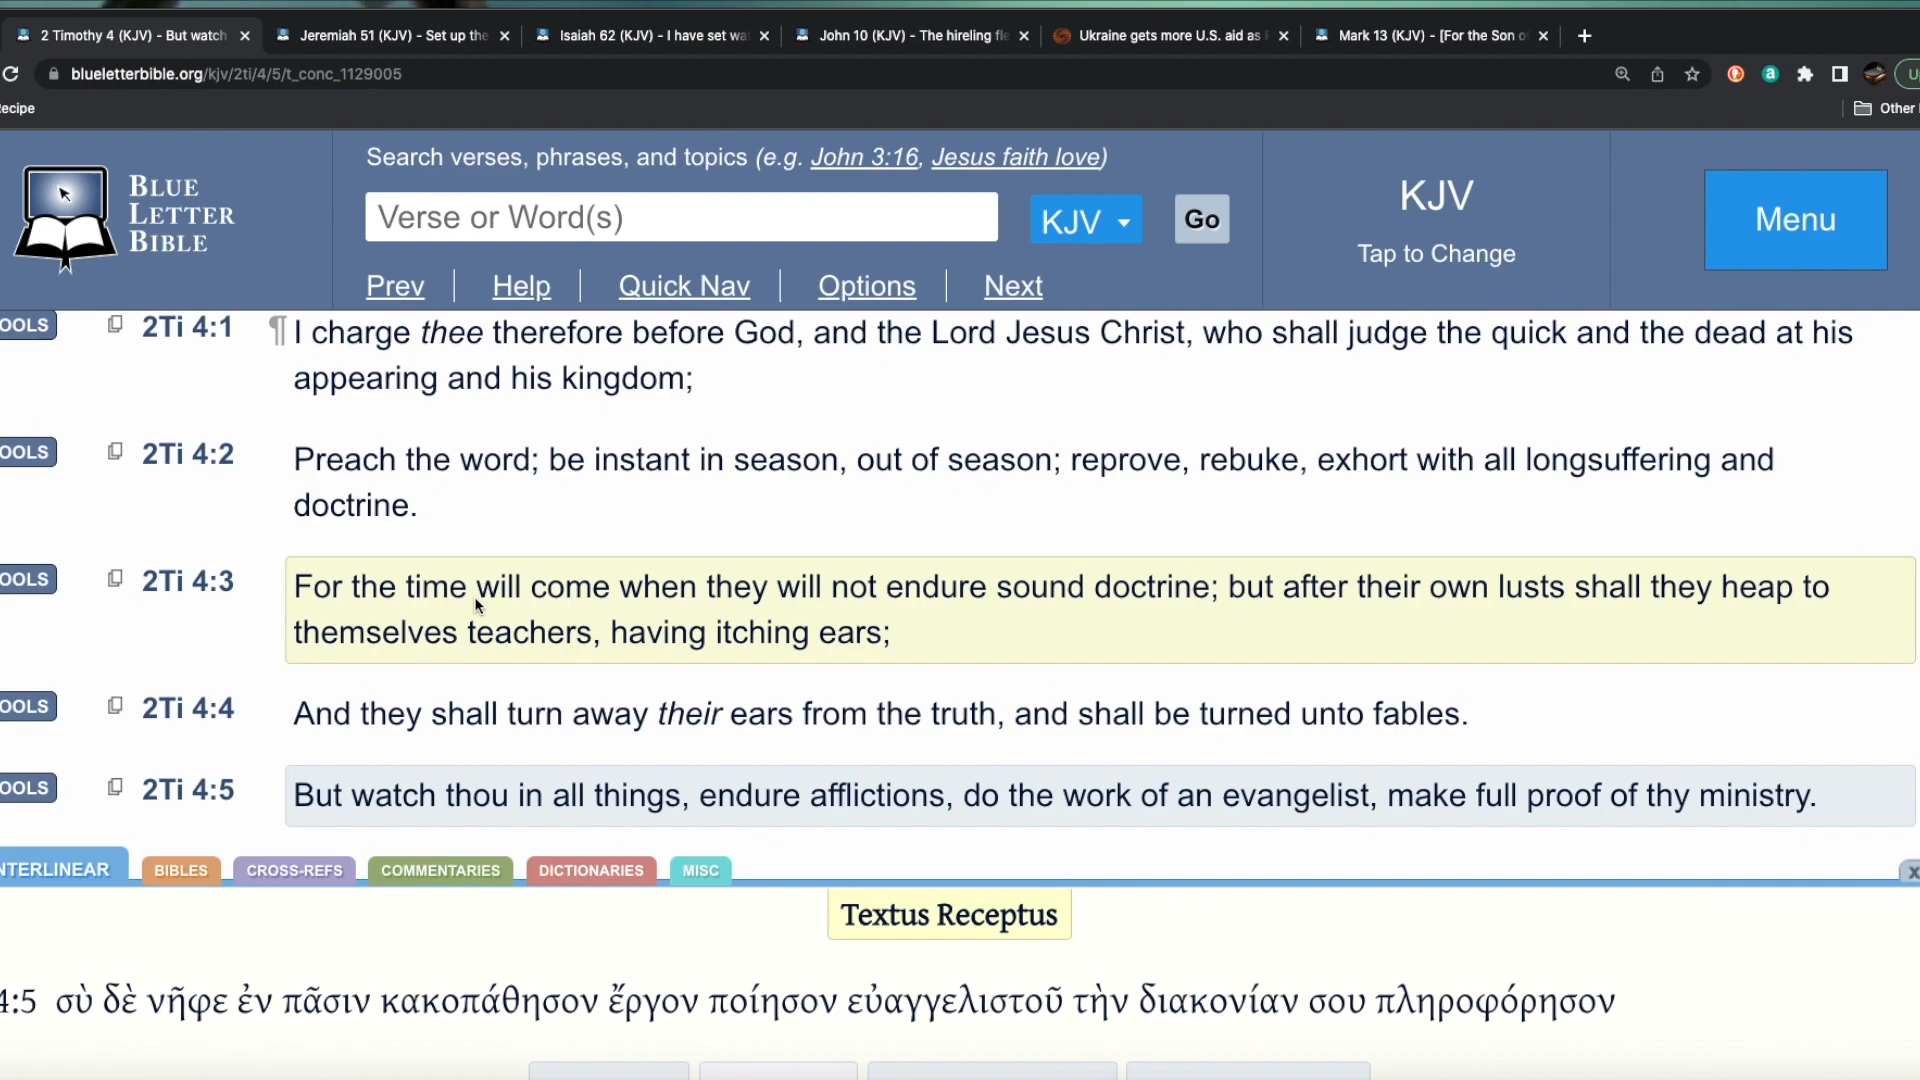 2 Timothy 4 (KJV) - But watch
Jeremiah 51 (KJV) - Set up the
Isaiah 62 (KJV) - I have set wa
John 10 (KJV) - The hireling fle
Ukraine gets more U.S. aid as
Mark 13 (KJV) - [For the Son o
blueletterbible.org/kjv/2ti/4/5/t_conc_1129005
ecipe
Other
BLUE
LETTER
BIBLE
Search verses, phrases, and topics (e.g. John 3:16, Jesus faith love)
Verse or Word(s)
KJV
Go
Prev
Help
Quick Nav
Options
Next
KJV
Tap to Change
Menu
OOLS 2Ti 4:1 ¶ I charge thee therefore before God, and the Lord Jesus Christ, who shall judge the quick and the dead at his
appearing and his kingdom;
OOLS 2Ti 4:2 Preach the word; be instant in season, out of season; reprove, rebuke, exhort with all longsuffering and
doctrine.
OOLS 2Ti 4:3 For the time will come when they will not endure sound doctrine; but after their own lusts shall they heap to
themselves teachers, having itching ears;
OOLS 2Ti 4:4 And they shall turn away their ears from the truth, and shall be turned unto fables.
OOLS 2Ti 4:5 But watch thou in all things, endure afflictions, do the work of an evangelist, make full proof of thy ministry.
NTERLINEAR BIBLES CROSS-REFS COMMENTARIES DICTIONARIES MISC X
Textus Receptus
4:5 σὺ δὲ νῆφε ἐν πᾶσιν κακοπάθησον ἔργον ποίησον εὐαγγελιστοῦ τὴν διακονίαν σου πληροφόρησον